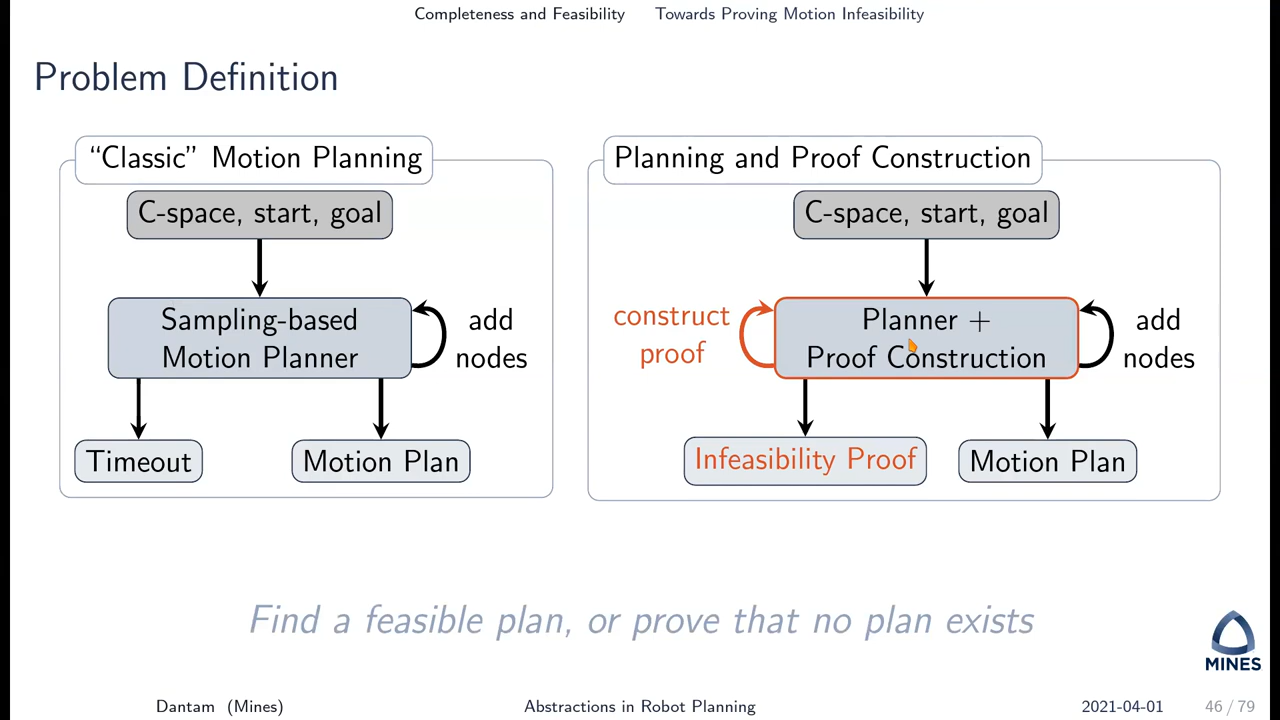 Completeness and Feasibility Towards Proving Motion Infeasibility
Problem Definition
“Classic” Motion Planning
C-space, start, goal
Sampling-based
Motion Planner
add
nodes
Timeout
Motion Plan
Planning and Proof Construction
C-space, start, goal
construct
proof
Planner +
Proof Construction
add
nodes
Infeasibility Proof
Motion Plan
Find a feasible plan, or prove that no plan exists
MINES
Dantam (Mines) Abstractions in Robot Planning 2021-04-01 46 / 79